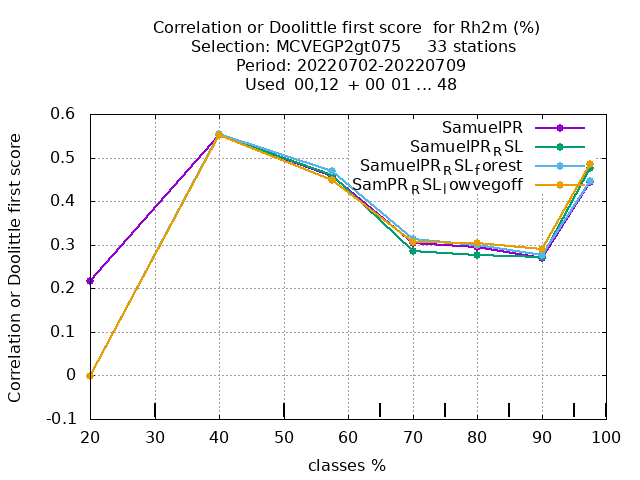 Correlation or Doolittle first score  for Rh2m (%)
Selection: MCVEGP2gt075     33 stations
Period: 20220702-20220709
Used  00,12  + 00 01 ... 48
Correlation or Doolittle first score
0.6
0.5
0.4
0.3
0.2
0.1
0
-0.1
SamuelPR
SamuelPR_RSL
SamuelPR_RSL_forest
SamPR_RSL_lowvegoff
20 30 40 50 60 70 80 90 100
classes %